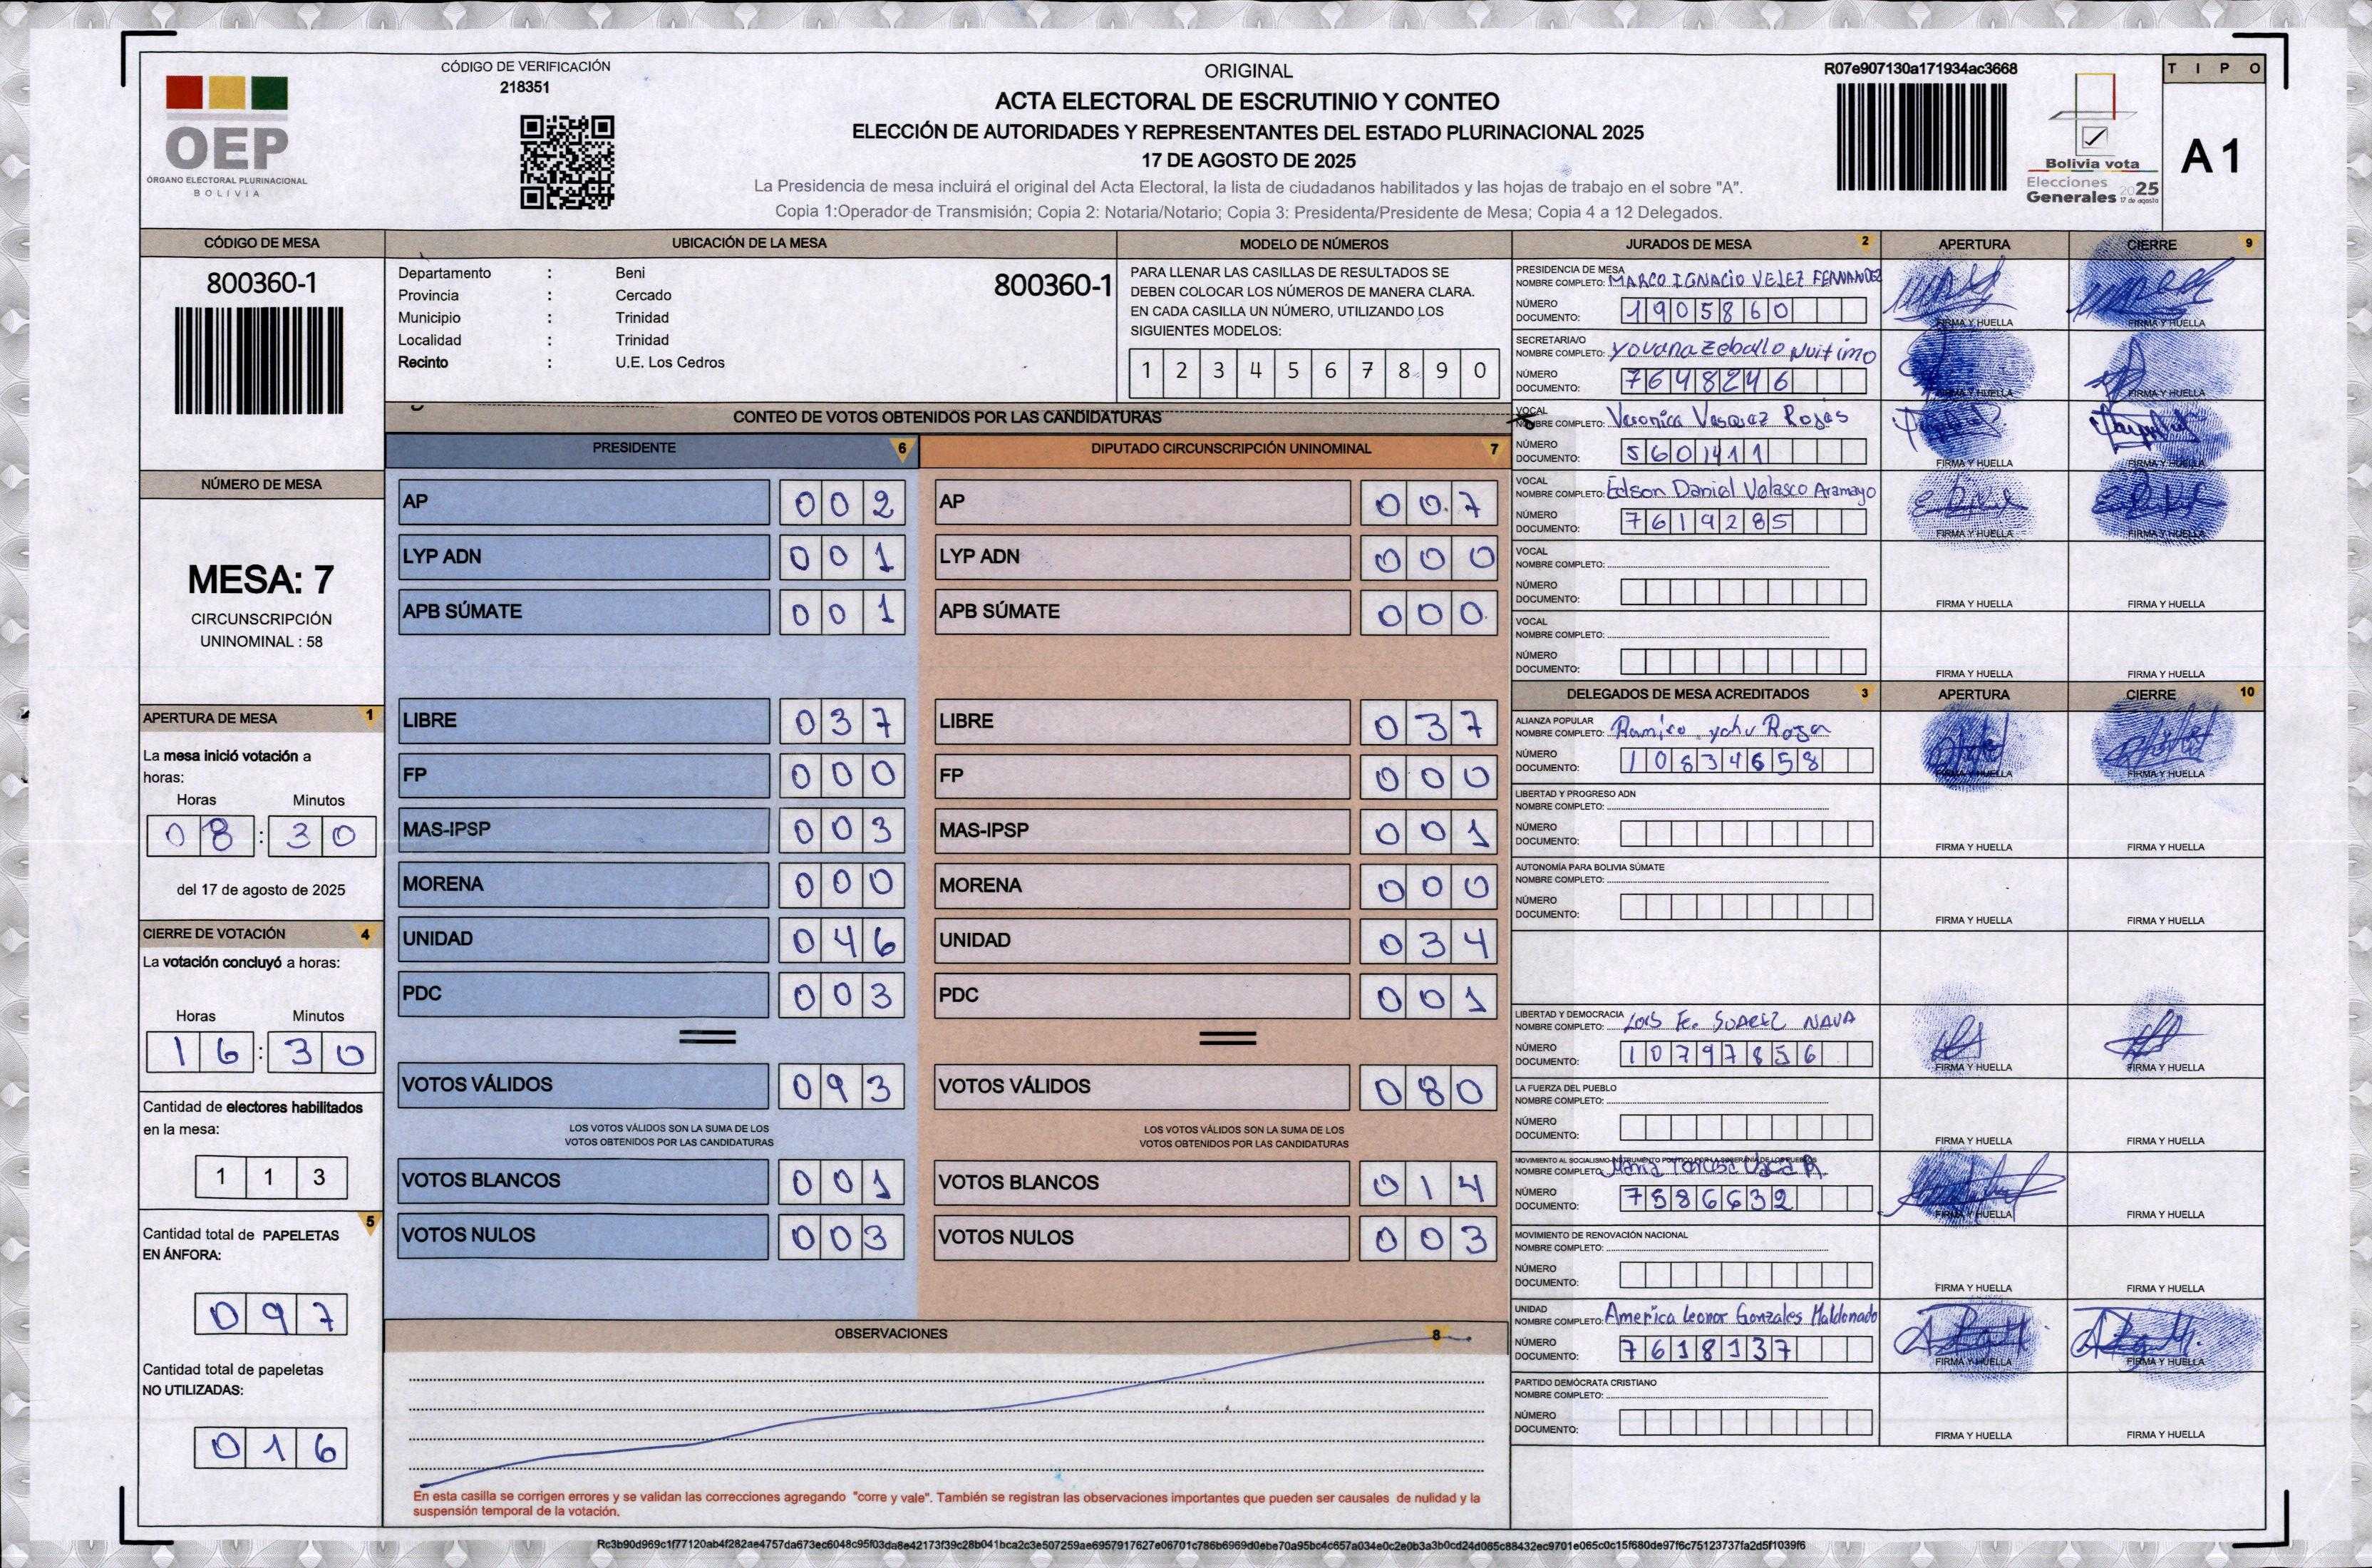 CÓDIGO DE VERIFICACIÓN
218351
OEP
ÓRGANO ELECTORAL PLURINACIONAL
BOLIVIA
ORIGINAL
ACTA ELECTORAL DE ESCRUTINIO Y CONTEO
ELECCIÓN DE AUTORIDADES Y REPRESENTANTES DEL ESTADO PLURINACIONAL 2025
17 DE AGOSTO DE 2025
La Presidencia de mesa incluirá el original del Acta Electoral, la lista de ciudadanos habilitados y las hojas de trabajo en el sobre "A".
Copia 1:Operador de Transmisión; Copia 2: Notaria/Notario; Copia 3: Presidenta/Presidente de Mesa; Copia 4 a 12 Delegados.
R07e907130a171934ac3668
Bolivia vota
Elecciones
Generales 2025
17 de agosto
TIPO
A1
CÓDIGO DE MESA
800360-1
NÚMERO DE MESA
MESA: 7
CIRCUNSCRIPCIÓN
UNINOMINAL : 58
APERTURA DE MESA 1
La mesa inició votación a
horas:
Horas Minutos
08 : 30
del 17 de agosto de 2025
CIERRE DE VOTACIÓN 4
La votación concluyó a horas:
Horas Minutos
16 : 30
Cantidad de electores habilitados
en la mesa:
113
5
Cantidad total de PAPELETAS
EN ÁNFORA:
097
Cantidad total de papeletas
NO UTILIZADAS:
016
UBICACIÓN DE LA MESA
Departamento : Beni
800360-1
Provincia : Cercado
Municipio : Trinidad
Localidad : Trinidad
Recinto : U.E. Los Cedros
MODELO DE NÚMEROS
PARA LLENAR LAS CASILLAS DE RESULTADOS SE
DEBEN COLOCAR LOS NÚMEROS DE MANERA CLARA.
EN CADA CASILLA UN NÚMERO, UTILIZANDO LOS
SIGUIENTES MODELOS:
1 2 3 4 5 6 7 8 9 0
CONTEO DE VOTOS OBTENIDOS POR LAS CANDIDATURAS
PRESIDENTE 6
DIPUTADO CIRCUNSCRIPCIÓN UNINOMINAL 7
AP 002 AP 007
LYP ADN 001 LYP ADN 000
APB SÚMATE 001 APB SÚMATE 000
LIBRE 037 LIBRE 037
FP 000 FP 000
MAS-IPSP 003 MAS-IPSP 001
MORENA 000 MORENA 000
UNIDAD 046 UNIDAD 034
PDC 003 PDC 001
VOTOS VÁLIDOS 093 VOTOS VÁLIDOS 080
LOS VOTOS VÁLIDOS SON LA SUMA DE LOS
VOTOS OBTENIDOS POR LAS CANDIDATURAS
LOS VOTOS VÁLIDOS SON LA SUMA DE LOS
VOTOS OBTENIDOS POR LAS CANDIDATURAS
VOTOS BLANCOS 001 VOTOS BLANCOS 014
VOTOS NULOS 003 VOTOS NULOS 003
OBSERVACIONES 8
En esta casilla se corrigen errores y se validan las correcciones agregando "corre y vale". También se registran las observaciones importantes que pueden ser causales de nulidad y la
suspensión temporal de la votación.
JURADOS DE MESA 2 APERTURA CIERRE 9
PRESIDENCIA DE MESA
NOMBRE COMPLETO: MARCO IGNACIO VELEZ FERNANDEZ
NÚMERO
DOCUMENTO: 1905860
FIRMA Y HUELLA FIRMA Y HUELLA
SECRETARIA/O
NOMBRE COMPLETO: Yovana Zeballo
NÚMERO
DOCUMENTO: 7648246
FIRMA Y HUELLA FIRMA Y HUELLA
VOCAL
NOMBRE COMPLETO: Veronica Vasquez Rojas
NÚMERO
DOCUMENTO: 5601411
FIRMA Y HUELLA FIRMA Y HUELLA
VOCAL
NOMBRE COMPLETO: Edson Daniel Velasco Aramayo
NÚMERO
DOCUMENTO: 7619285
FIRMA Y HUELLA FIRMA Y HUELLA
VOCAL
NOMBRE COMPLETO:
NÚMERO
DOCUMENTO:
FIRMA Y HUELLA FIRMA Y HUELLA
VOCAL
NOMBRE COMPLETO:
NÚMERO
DOCUMENTO:
FIRMA Y HUELLA FIRMA Y HUELLA
DELEGADOS DE MESA ACREDITADOS 3 APERTURA CIERRE 10
ALIANZA POPULAR
NOMBRE COMPLETO: Ramiro
NÚMERO
DOCUMENTO: 10834658
FIRMA Y HUELLA FIRMA Y HUELLA
LIBERTAD Y PROGRESO ADN
NOMBRE COMPLETO:
NÚMERO
DOCUMENTO:
FIRMA Y HUELLA FIRMA Y HUELLA
AUTONOMÍA PARA BOLIVIA SÚMATE
NOMBRE COMPLETO:
NÚMERO
DOCUMENTO:
FIRMA Y HUELLA FIRMA Y HUELLA
LIBERTAD Y DEMOCRACIA
NOMBRE COMPLETO: Fe. SUAREZ NAVA
NÚMERO
DOCUMENTO: 10797856
FIRMA Y HUELLA FIRMA Y HUELLA
LA FUERZA DEL PUEBLO
NOMBRE COMPLETO:
NÚMERO
DOCUMENTO:
FIRMA Y HUELLA FIRMA Y HUELLA
MOVIMIENTO AL SOCIALISMO-INSTRUMENTO POLÍTICO POR LA SOBERANÍA DE LOS PUEBLOS
NOMBRE COMPLETO: Maria Teresa Vaca R
NÚMERO
DOCUMENTO: 7586632
FIRMA Y HUELLA FIRMA Y HUELLA
MOVIMIENTO DE RENOVACIÓN NACIONAL
NOMBRE COMPLETO:
NÚMERO
DOCUMENTO:
FIRMA Y HUELLA FIRMA Y HUELLA
UNIDAD
NOMBRE COMPLETO: America Leonor Gonzales Maldonado
NÚMERO
DOCUMENTO: 7618137
FIRMA Y HUELLA FIRMA Y HUELLA
PARTIDO DEMÓCRATA CRISTIANO
NOMBRE COMPLETO:
NÚMERO
DOCUMENTO:
FIRMA Y HUELLA FIRMA Y HUELLA